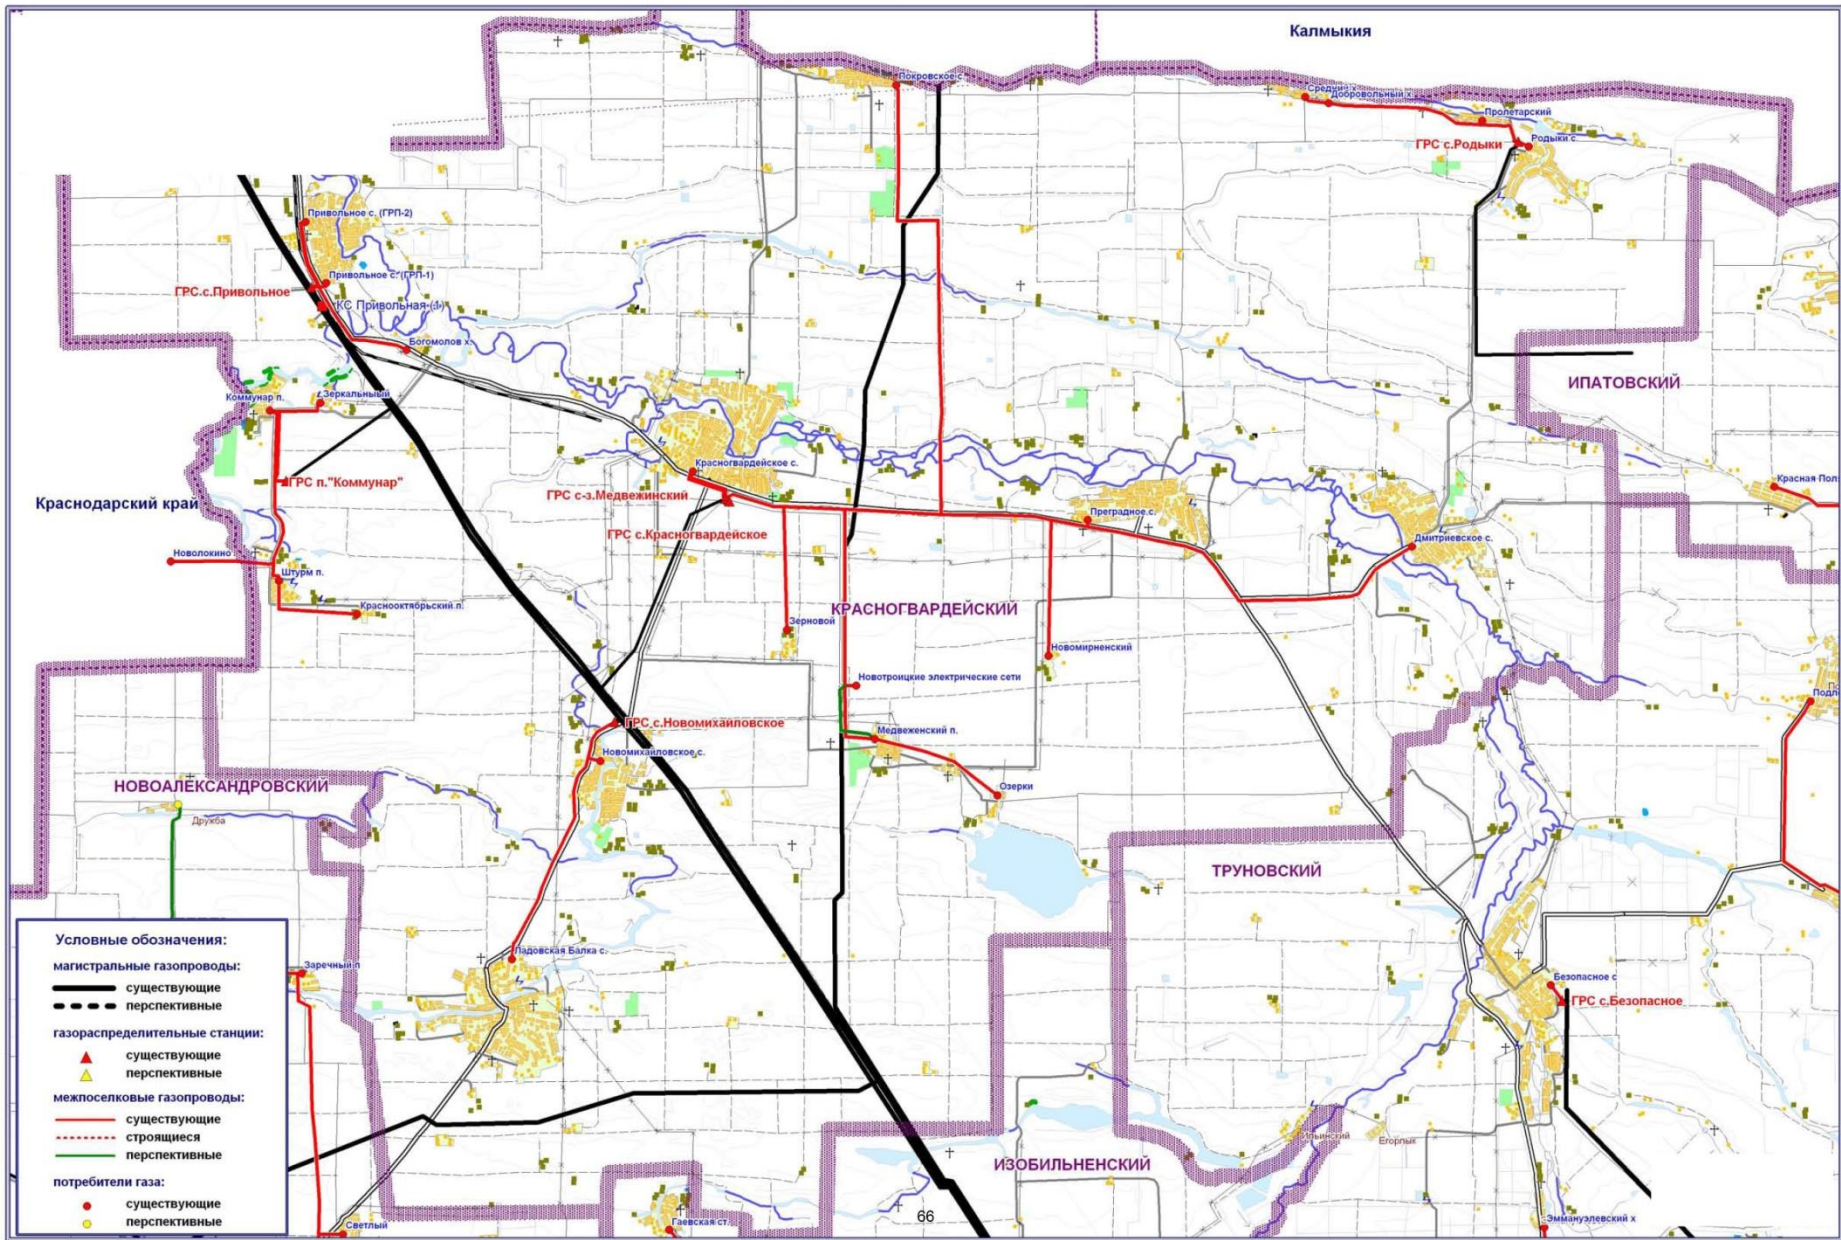 Калмыкия
Покровское с.
Средний х.
Добровольный х.
Пролетарский
ГРС с.Родыки
Родыки с.
Привольное с. (ГРП-2)
Привольное с. (ГРП-1)
ГРС.с.Привольное
КС Привольная (1)
Богомолов х.
ИПАТОВСКИЙ
Коммунар п.
Зеркальныый
Красногвардейское с.
ГРС п."Коммунар"
Красная Пол
Краснодарский край
ГРС с-з.Медвежинский
Преградное с.
ГРС с.Красногвардейское
Дмитриевское с.
Новолокино
Штурм п.
Краснооктябрьский п.
КРАСНОГВАРДЕЙСКИЙ
Зерновой
Новомирненский
Новотроицкие электрические сети
Подл
ГРС с.Новомихайловское
Медвеженский п.
Новомихайловское с.
НОВОАЛЕКСАНДРОВСКИЙ
Озерки
Дружба
ТРУНОВСКИЙ
Ладовская Балка с.
Заречный п
Безопасное с
ГРС с.Безопасное
Условные обозначения:
магистральные газопроводы:
существующие
перспективные
газораспределительные станции:
существующие
перспективные
межпоселковые газопроводы:
существующие
строящиеся
перспективные
потребители газа:
существующие
перспективные
Ильинский
Егорлык
ИЗОБИЛЬНЕНСКИЙ
66
Светлый
Гаевская ст.
Эммануэлевский х